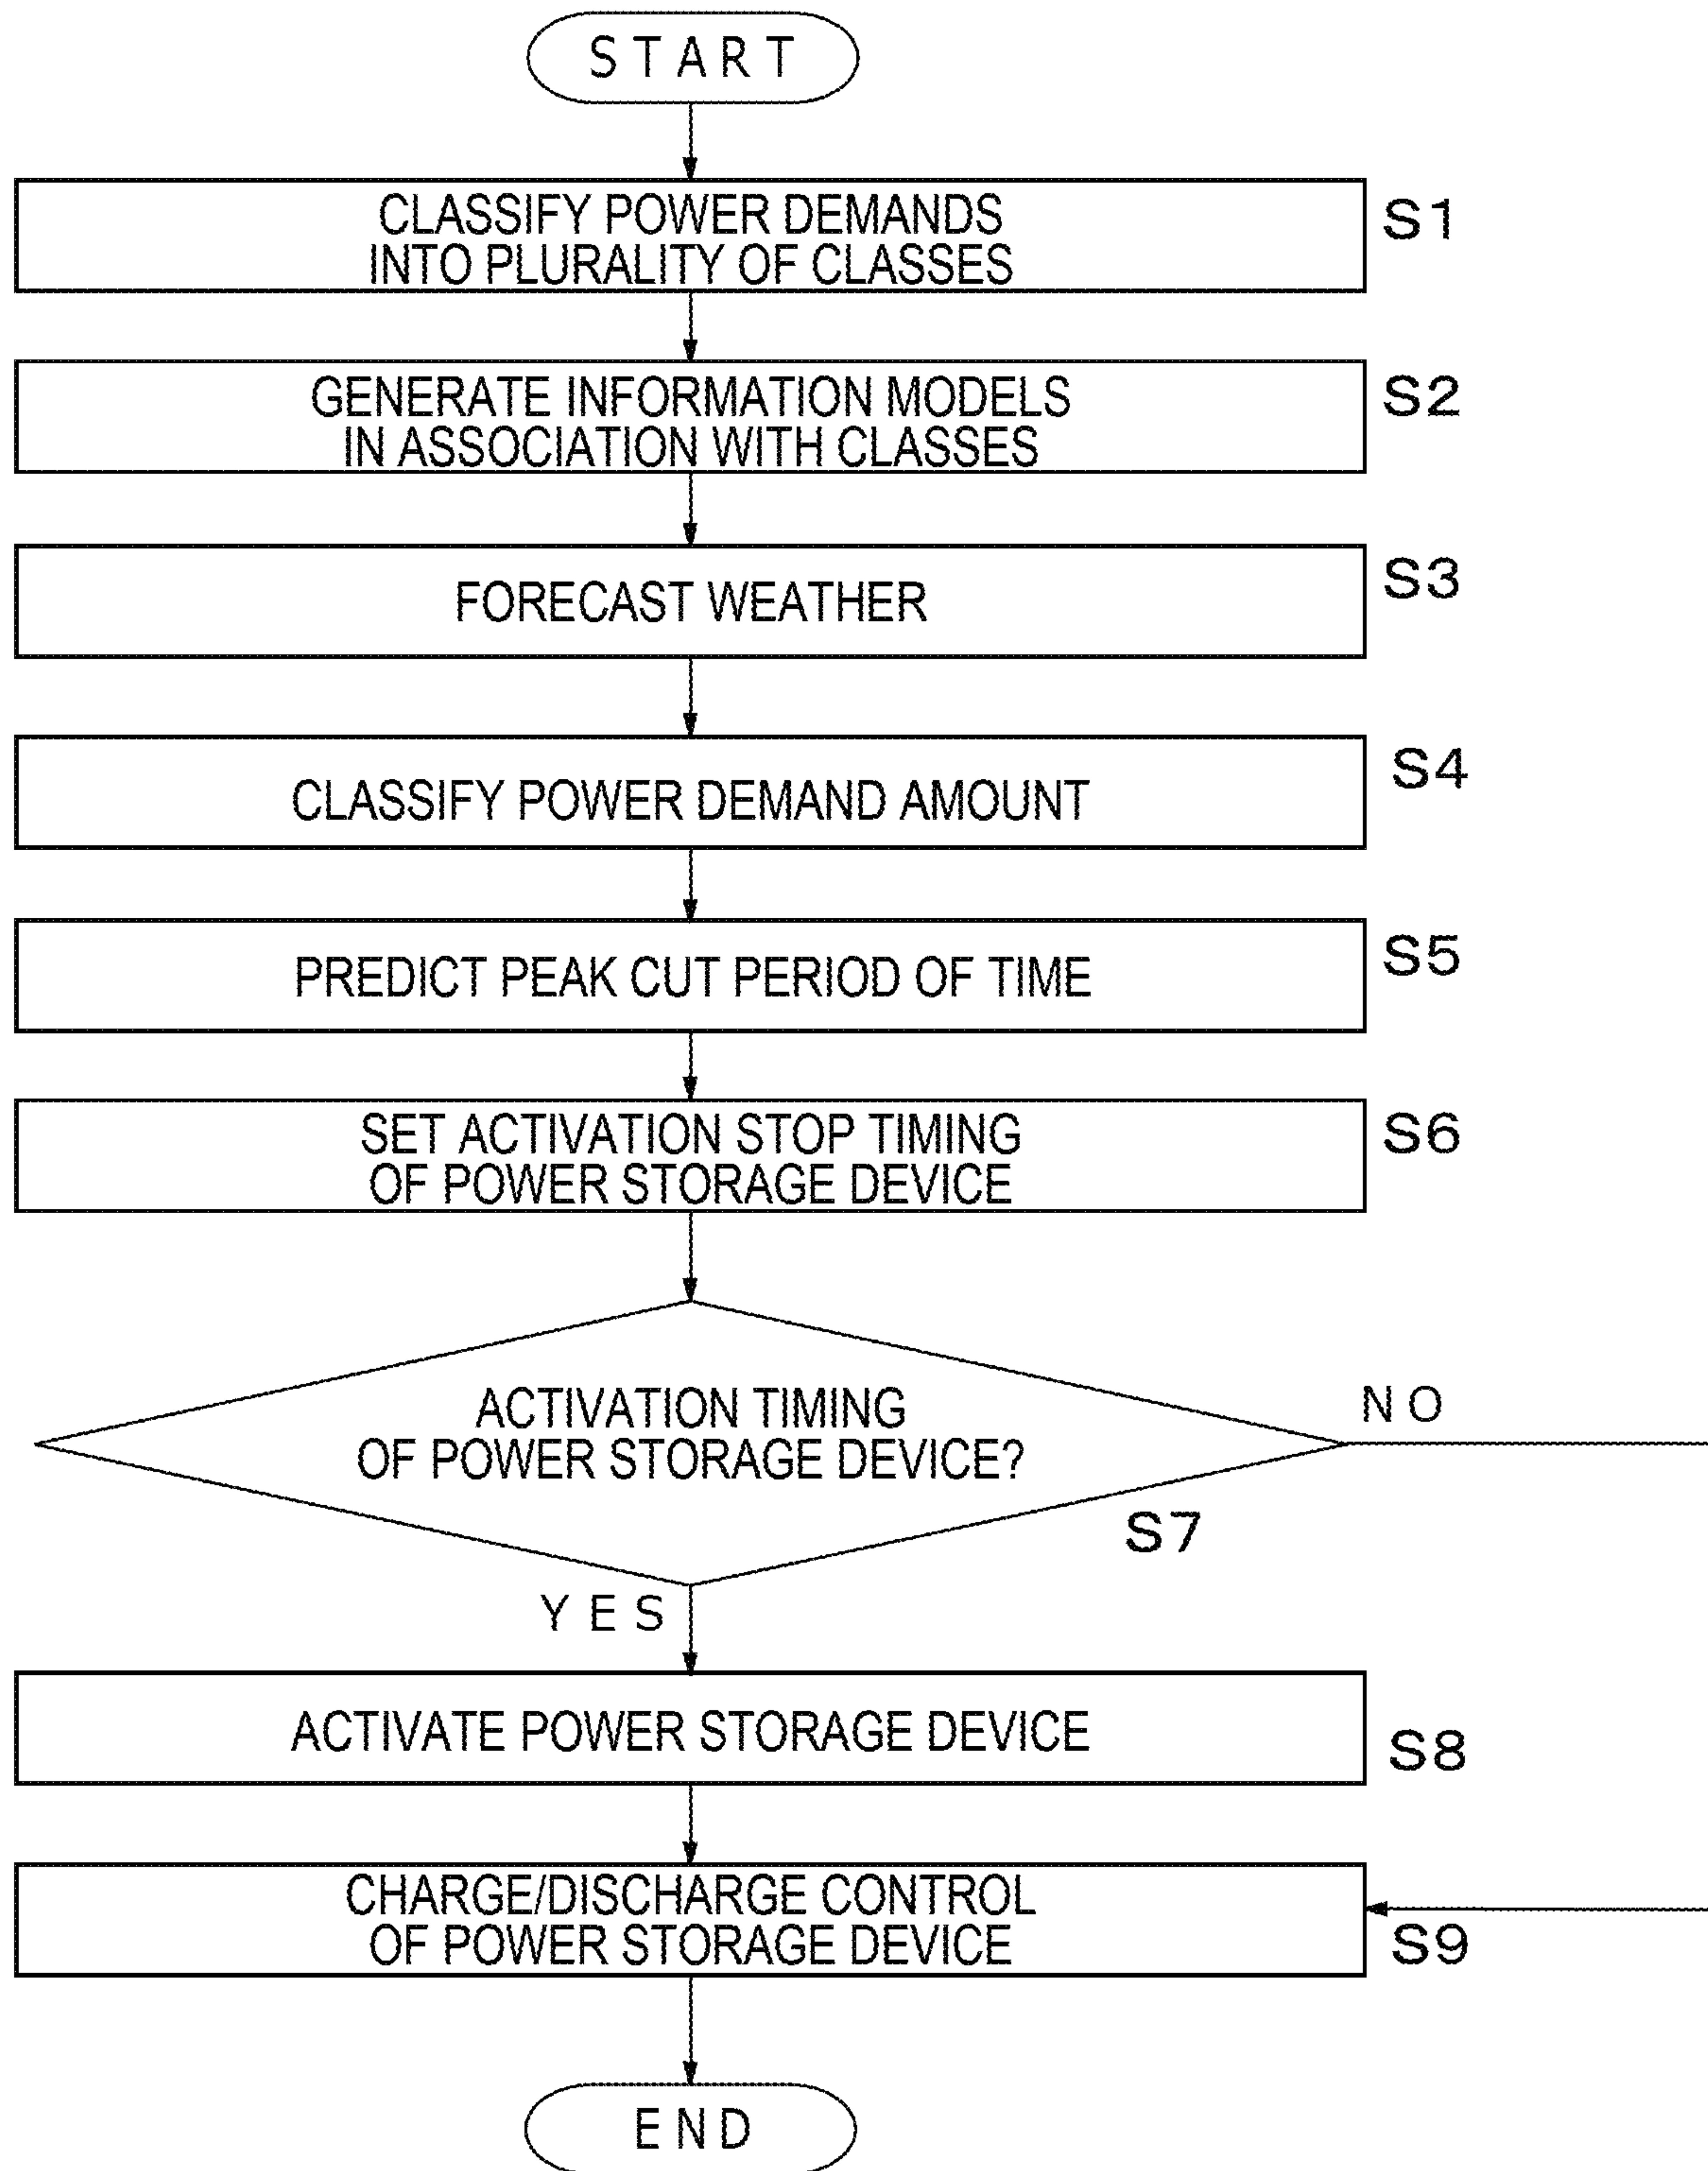 START
CLASSIFY POWER DEMANDS
INTO PLURALITY OF CLASSES
S1
GENERATE INFORMATION MODELS
IN ASSOCIATION WITH CLASSES
S2
FORECAST WEATHER
S3
CLASSIFY POWER DEMAND AMOUNT
S4
PREDICT PEAK CUT PERIOD OF TIME
S5
SET ACTIVATION STOP TIMING
OF POWER STORAGE DEVICE
S6
ACTIVATION TIMING
OF POWER STORAGE DEVICE?
NO
S7
YES
ACTIVATE POWER STORAGE DEVICE
S8
CHARGE/DISCHARGE CONTROL
OF POWER STORAGE DEVICE
S9
END